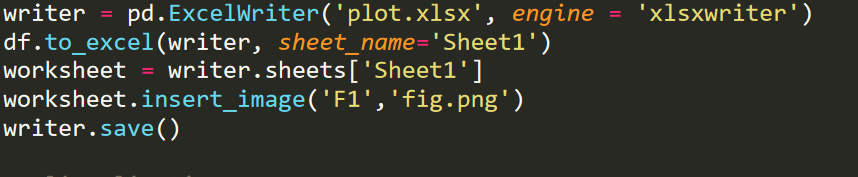 writer = pd.ExcelWriter('plot.xlsx', engine = 'xlsxwriter')
df.to_excel(writer, sheet_name='Sheet1')
worksheet = writer.sheets['Sheet1']
worksheet.insert_image('F1','fig.png')
writer.save()